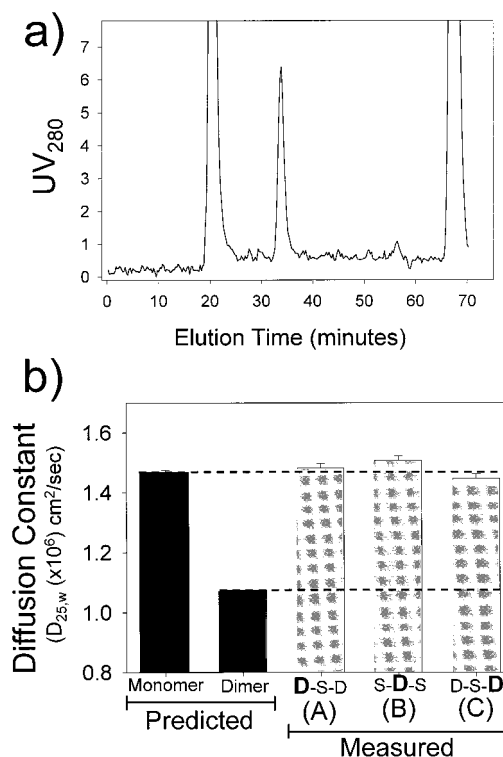 a)
7
6
5
4
3
2
1
0
UV280
0 10 20 30 40 50 60 70
Elution Time (minutes)
b)
Diffusion Constant
(D25,w (x10⁶) cm²/sec)
1.6
1.4
1.2
1.0
0.8
Monomer Dimer D-S-D S-D-S D-S-D
(A) (B) (C)
Predicted
Measured